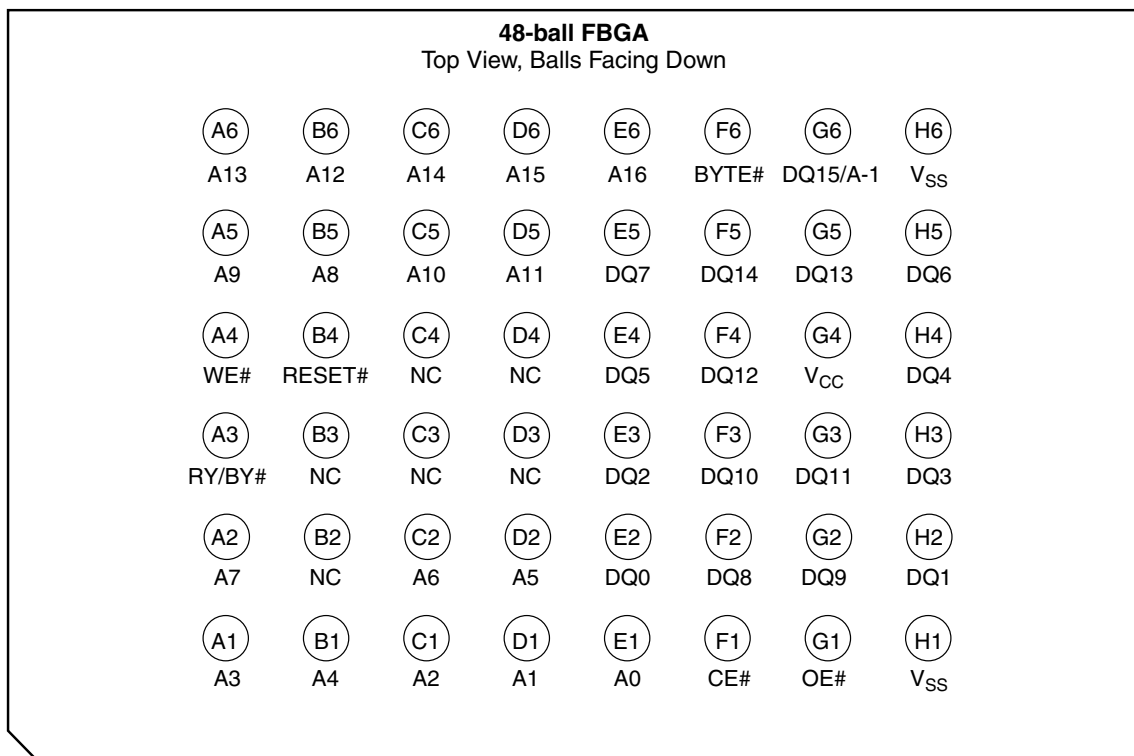 48-ball FBGA
Top View, Balls Facing Down
A6 B6 C6 D6 E6 F6 G6 H6
A13 A12 A14 A15 A16 BYTE# DQ15/A-1 VSS
A5 B5 C5 D5 E5 F5 G5 H5
A9 A8 A10 A11 DQ7 DQ14 DQ13 DQ6
A4 B4 C4 D4 E4 F4 G4 H4
WE# RESET# NC NC DQ5 DQ12 VCC DQ4
A3 B3 C3 D3 E3 F3 G3 H3
RY/BY# NC NC NC DQ2 DQ10 DQ11 DQ3
A2 B2 C2 D2 E2 F2 G2 H2
A7 NC A6 A5 DQ0 DQ8 DQ9 DQ1
A1 B1 C1 D1 E1 F1 G1 H1
A3 A4 A2 A1 A0 CE# OE# VSS